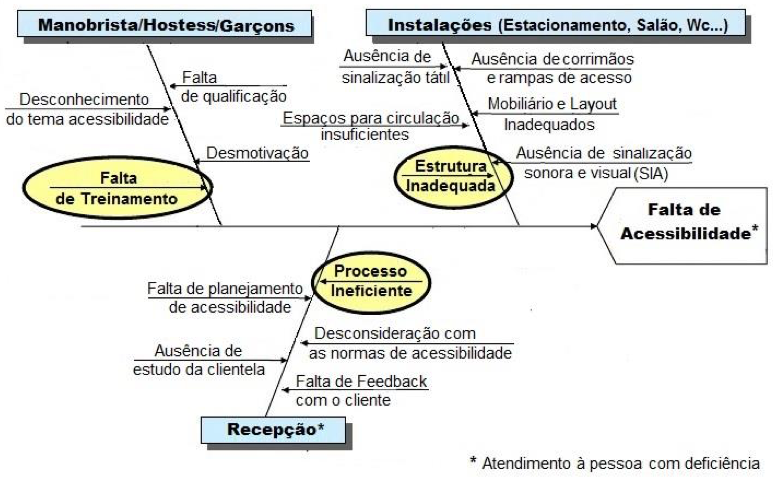 Manobrista/Hostess/Garçons
Falta
de qualificação
Desconhecimento
do tema acessibilidade
Desmotivação
Falta
de Treinamento
Instalações (Estacionamento, Salão, Wc...)
Ausência de
sinalização tátil
Ausência de corrimãos
e rampas de acesso
Mobiliário e Layout
Inadequados
Espaços para circulação
insuficientes
Ausência de sinalização
sonora e visual (SIA)
Estrutura
Inadequada
Falta de
Acessibilidade*
Processo
Ineficiente
Falta de planejamento
de acessibilidade
Desconsideração com
as normas de acessibilidade
Ausência de
estudo da clientela
Falta de Feedback
com o cliente
Recepção*
* Atendimento à pessoa com deficiência